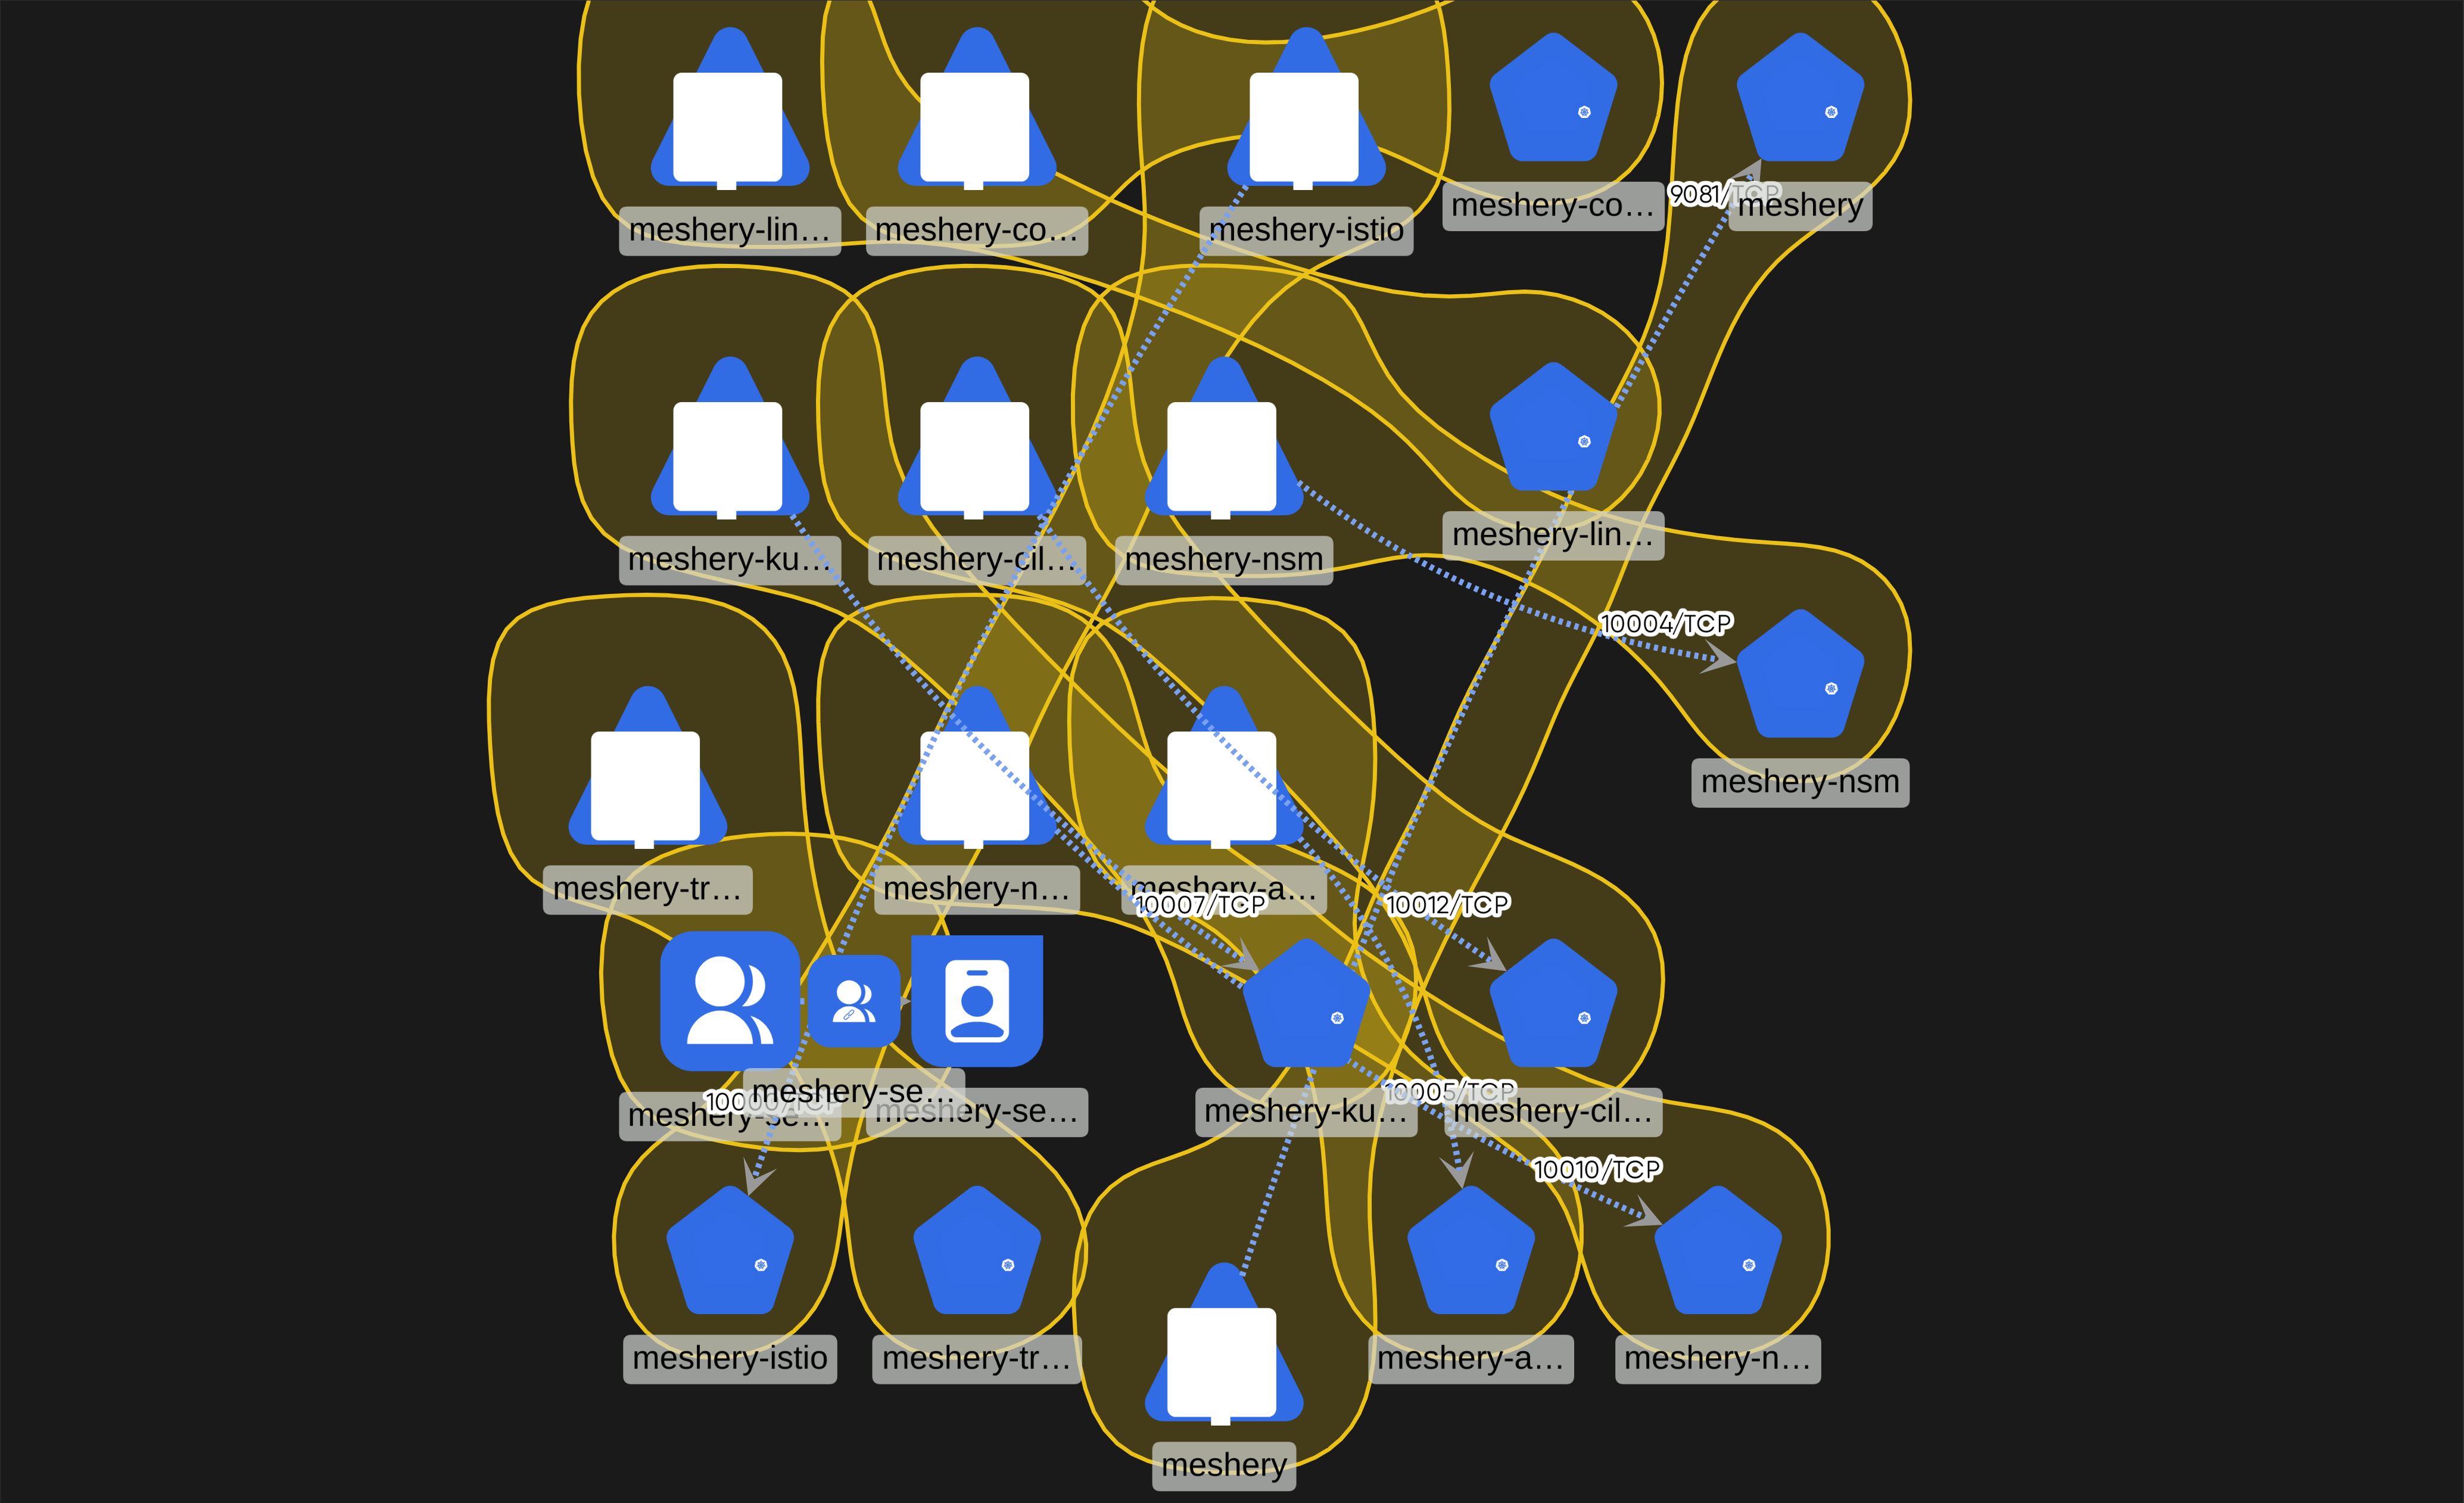 meshery-lin…
meshery-co…
meshery-istio
meshery-co…
9081/TCP
meshery
meshery-ku…
meshery-cil…
meshery-nsm
meshery-lin…
10004/TCP
meshery-nsm
meshery-tr…
meshery-n…
meshery-a…
10007/TCP
10012/TCP
meshery-se…
meshery-se…
meshery-se…
meshery-ku…
10005/TCP
meshery-cil…
10010/TCP
meshery-istio
meshery-tr…
meshery-a…
meshery-n…
meshery